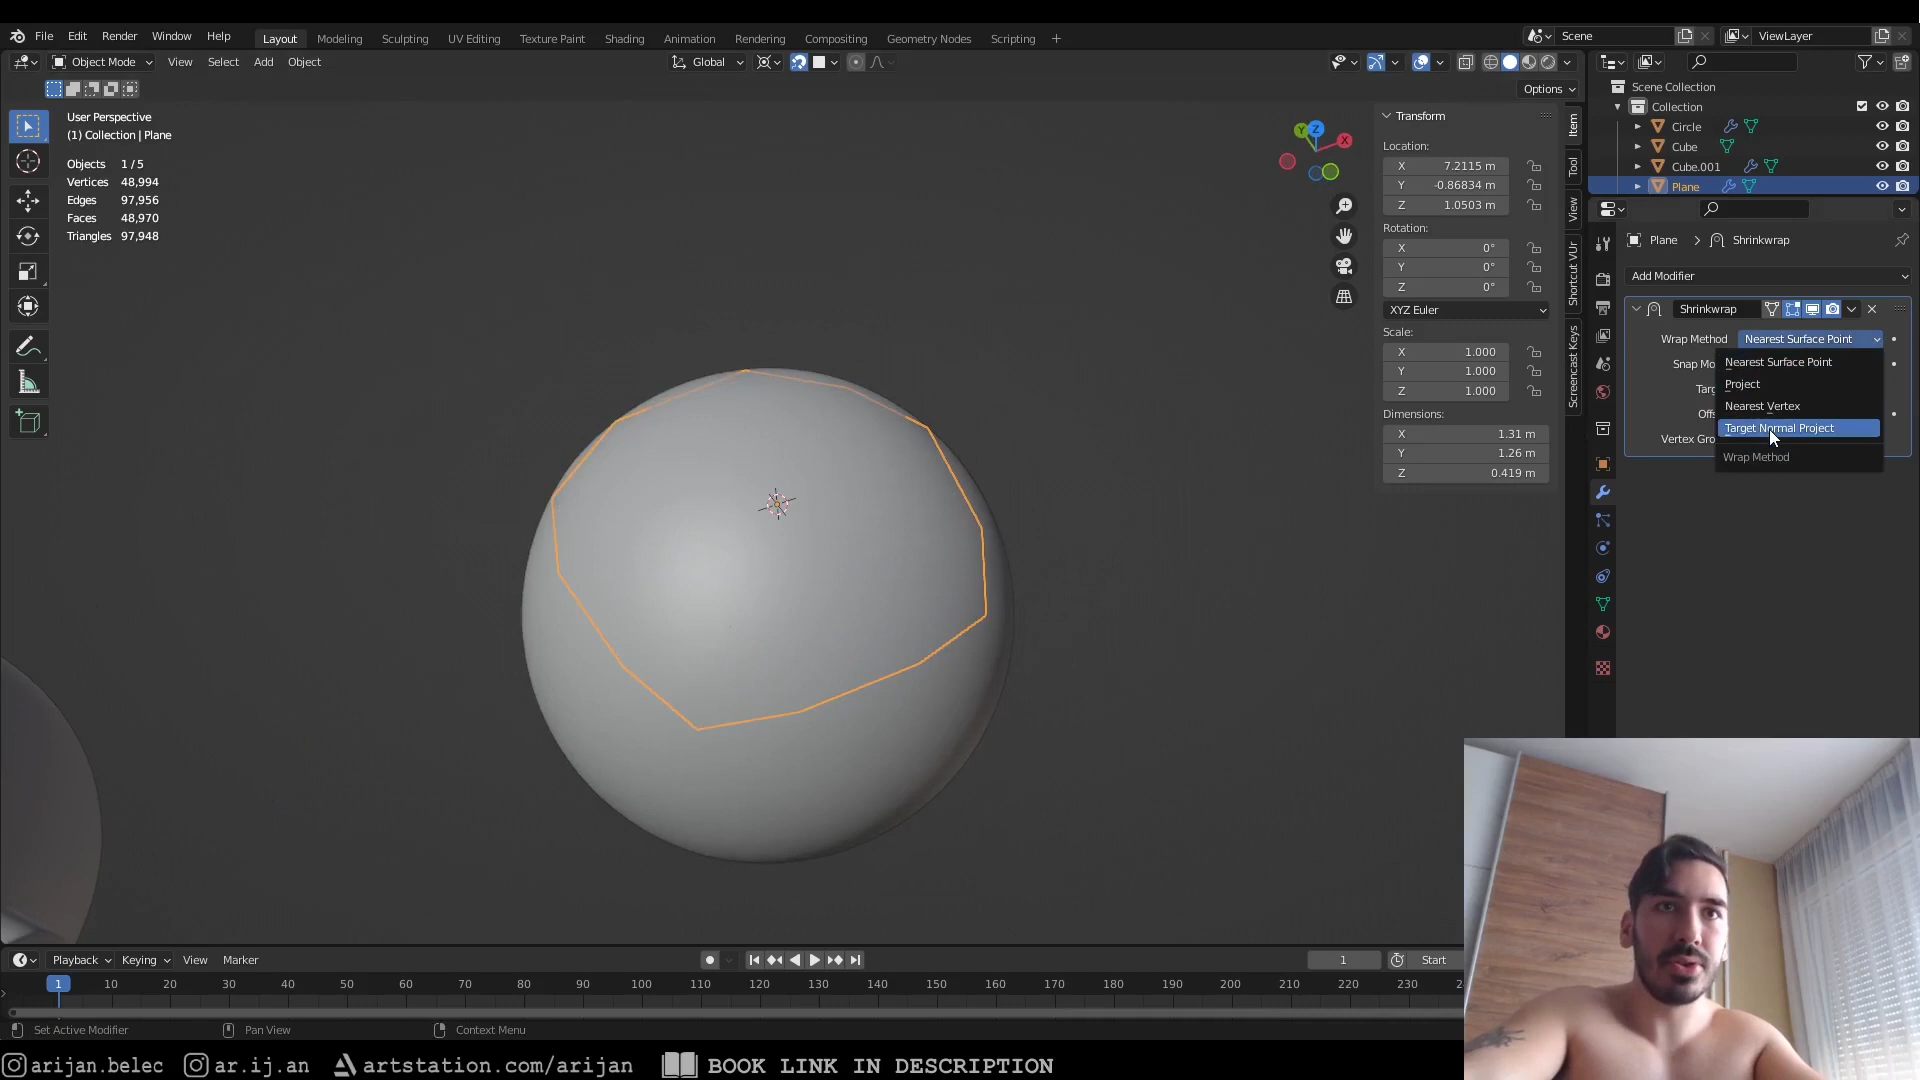 File Edit Render Window Help Layout Modeling Sculpting UV Editing Texture Paint Shading Animation Rendering Compositing Geometry Nodes Scripting + Scene ViewLayer
Object Mode View Select Add Object Global
Options
User Perspective
(1) Collection | Plane
Objects 1 / 5
Vertices 48,994
Edges 97,956
Faces 48,970
Triangles 97,948
Y Z X
Transform
Location:
X 7.2115 m
Y -0.86834 m
Z 1.0503 m
Rotation:
X 0°
Y 0°
Z 0°
XYZ Euler
Scale:
X 1.000
Y 1.000
Z 1.000
Dimensions:
X 1.31 m
Y 1.26 m
Z 0.419 m
Item
Tool
View
Shortcut VUr
Screencast Keys
Scene Collection
Collection
Circle
Cube
Cube.001
Plane
Plane > Shrinkwrap
Add Modifier
Shrinkwrap
Wrap Method Nearest Surface Point
Snap Mo
Targ
Off
Vertex Gro
Nearest Surface Point
Project
Nearest Vertex
Target Normal Project
Wrap Method
Playback Keying View Marker 1 Start
1 10 20 30 40 50 60 70 80 90 100 110 120 130 140 150 160 170 180 190 200 210 220 230
Set Active Modifier Pan View Context Menu
arijan.belec ar.ij.an artstation.com/arijan BOOK LINK IN DESCRIPTION